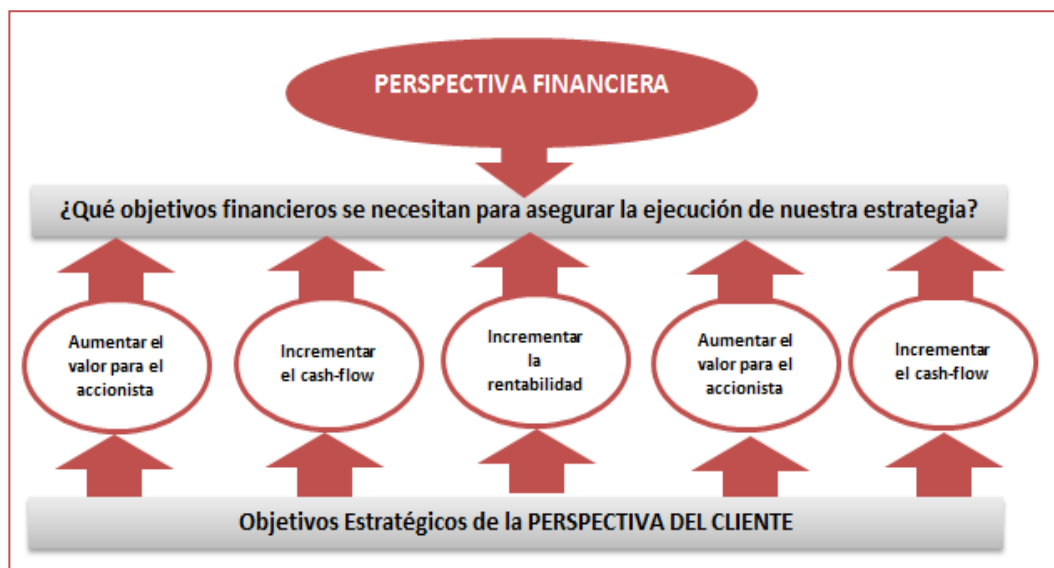 PERSPECTIVA FINANCIERA
¿Qué objetivos financieros se necesitan para asegurar la ejecución de nuestra estrategia?
Aumentar el
valor para el
accionista
Incrementar
el cash-flow
Incrementar
la
rentabilidad
Aumentar el
valor para el
accionista
Incrementar
el cash-flow
Objetivos Estratégicos de la PERSPECTIVA DEL CLIENTE